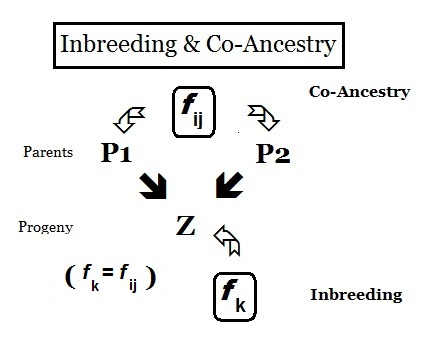 Inbreeding & Co-Ancestry
f ij Co-Ancestry
Parents P1 P2
Progeny Z
( f k = f ij )
f k Inbreeding